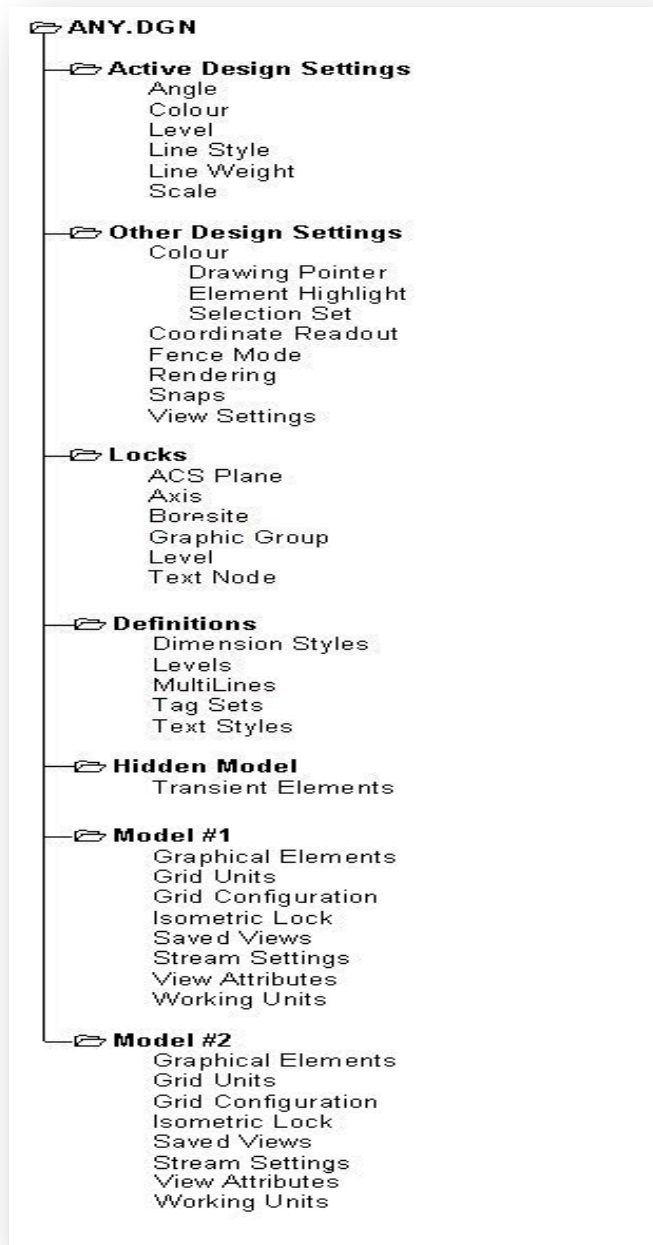 ANY.DGN
Active Design Settings
Angle
Colour
Level
Line Style
Line Weight
Scale
Other Design Settings
Colour
Drawing Pointer
Element Highlight
Selection Set
Coordinate Readout
Fence Mode
Rendering
Snaps
View Settings
Locks
ACS Plane
Axis
Boresite
Graphic Group
Level
Text Node
Definitions
Dimension Styles
Levels
MultiLines
Tag Sets
Text Styles
Hidden Model
Transient Elements
Model #1
Graphical Elements
Grid Units
Grid Configuration
Isometric Lock
Saved Views
Stream Settings
View Attributes
Working Units
Model #2
Graphical Elements
Grid Units
Grid Configuration
Isometric Lock
Saved Views
Stream Settings
View Attributes
Working Units